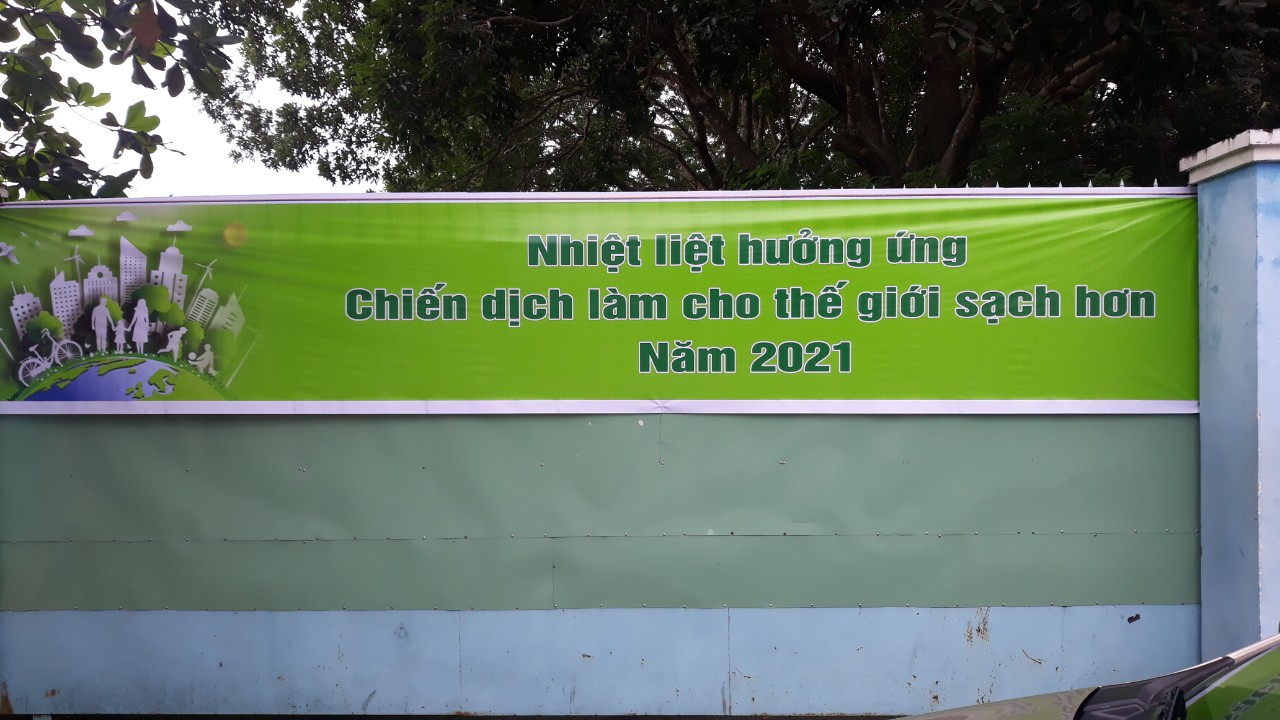 Nhiệt liệt hưởng ứng
Chiến dịch làm cho thế giới sạch hơn
Năm 2021